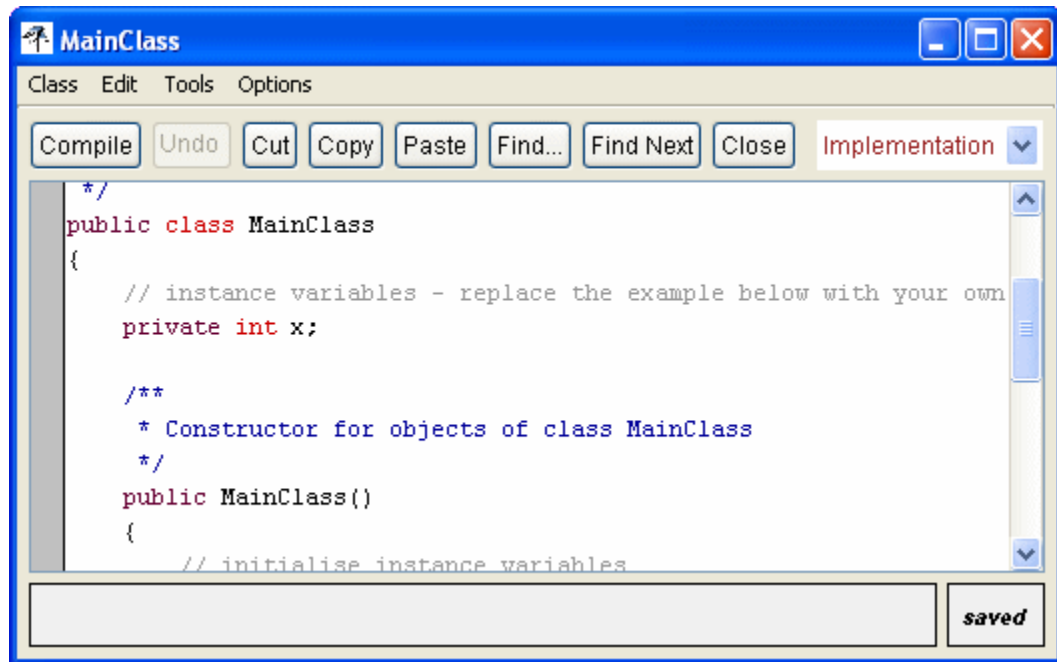 MainClass
Class Edit Tools Options
Compile Undo Cut Copy Paste Find... Find Next Close Implementation
*/
public class MainClass
{
// instance variables - replace the example below with your own
private int x;
/**
* Constructor for objects of class MainClass
*/
public MainClass()
{
// initialise instance variables
saved